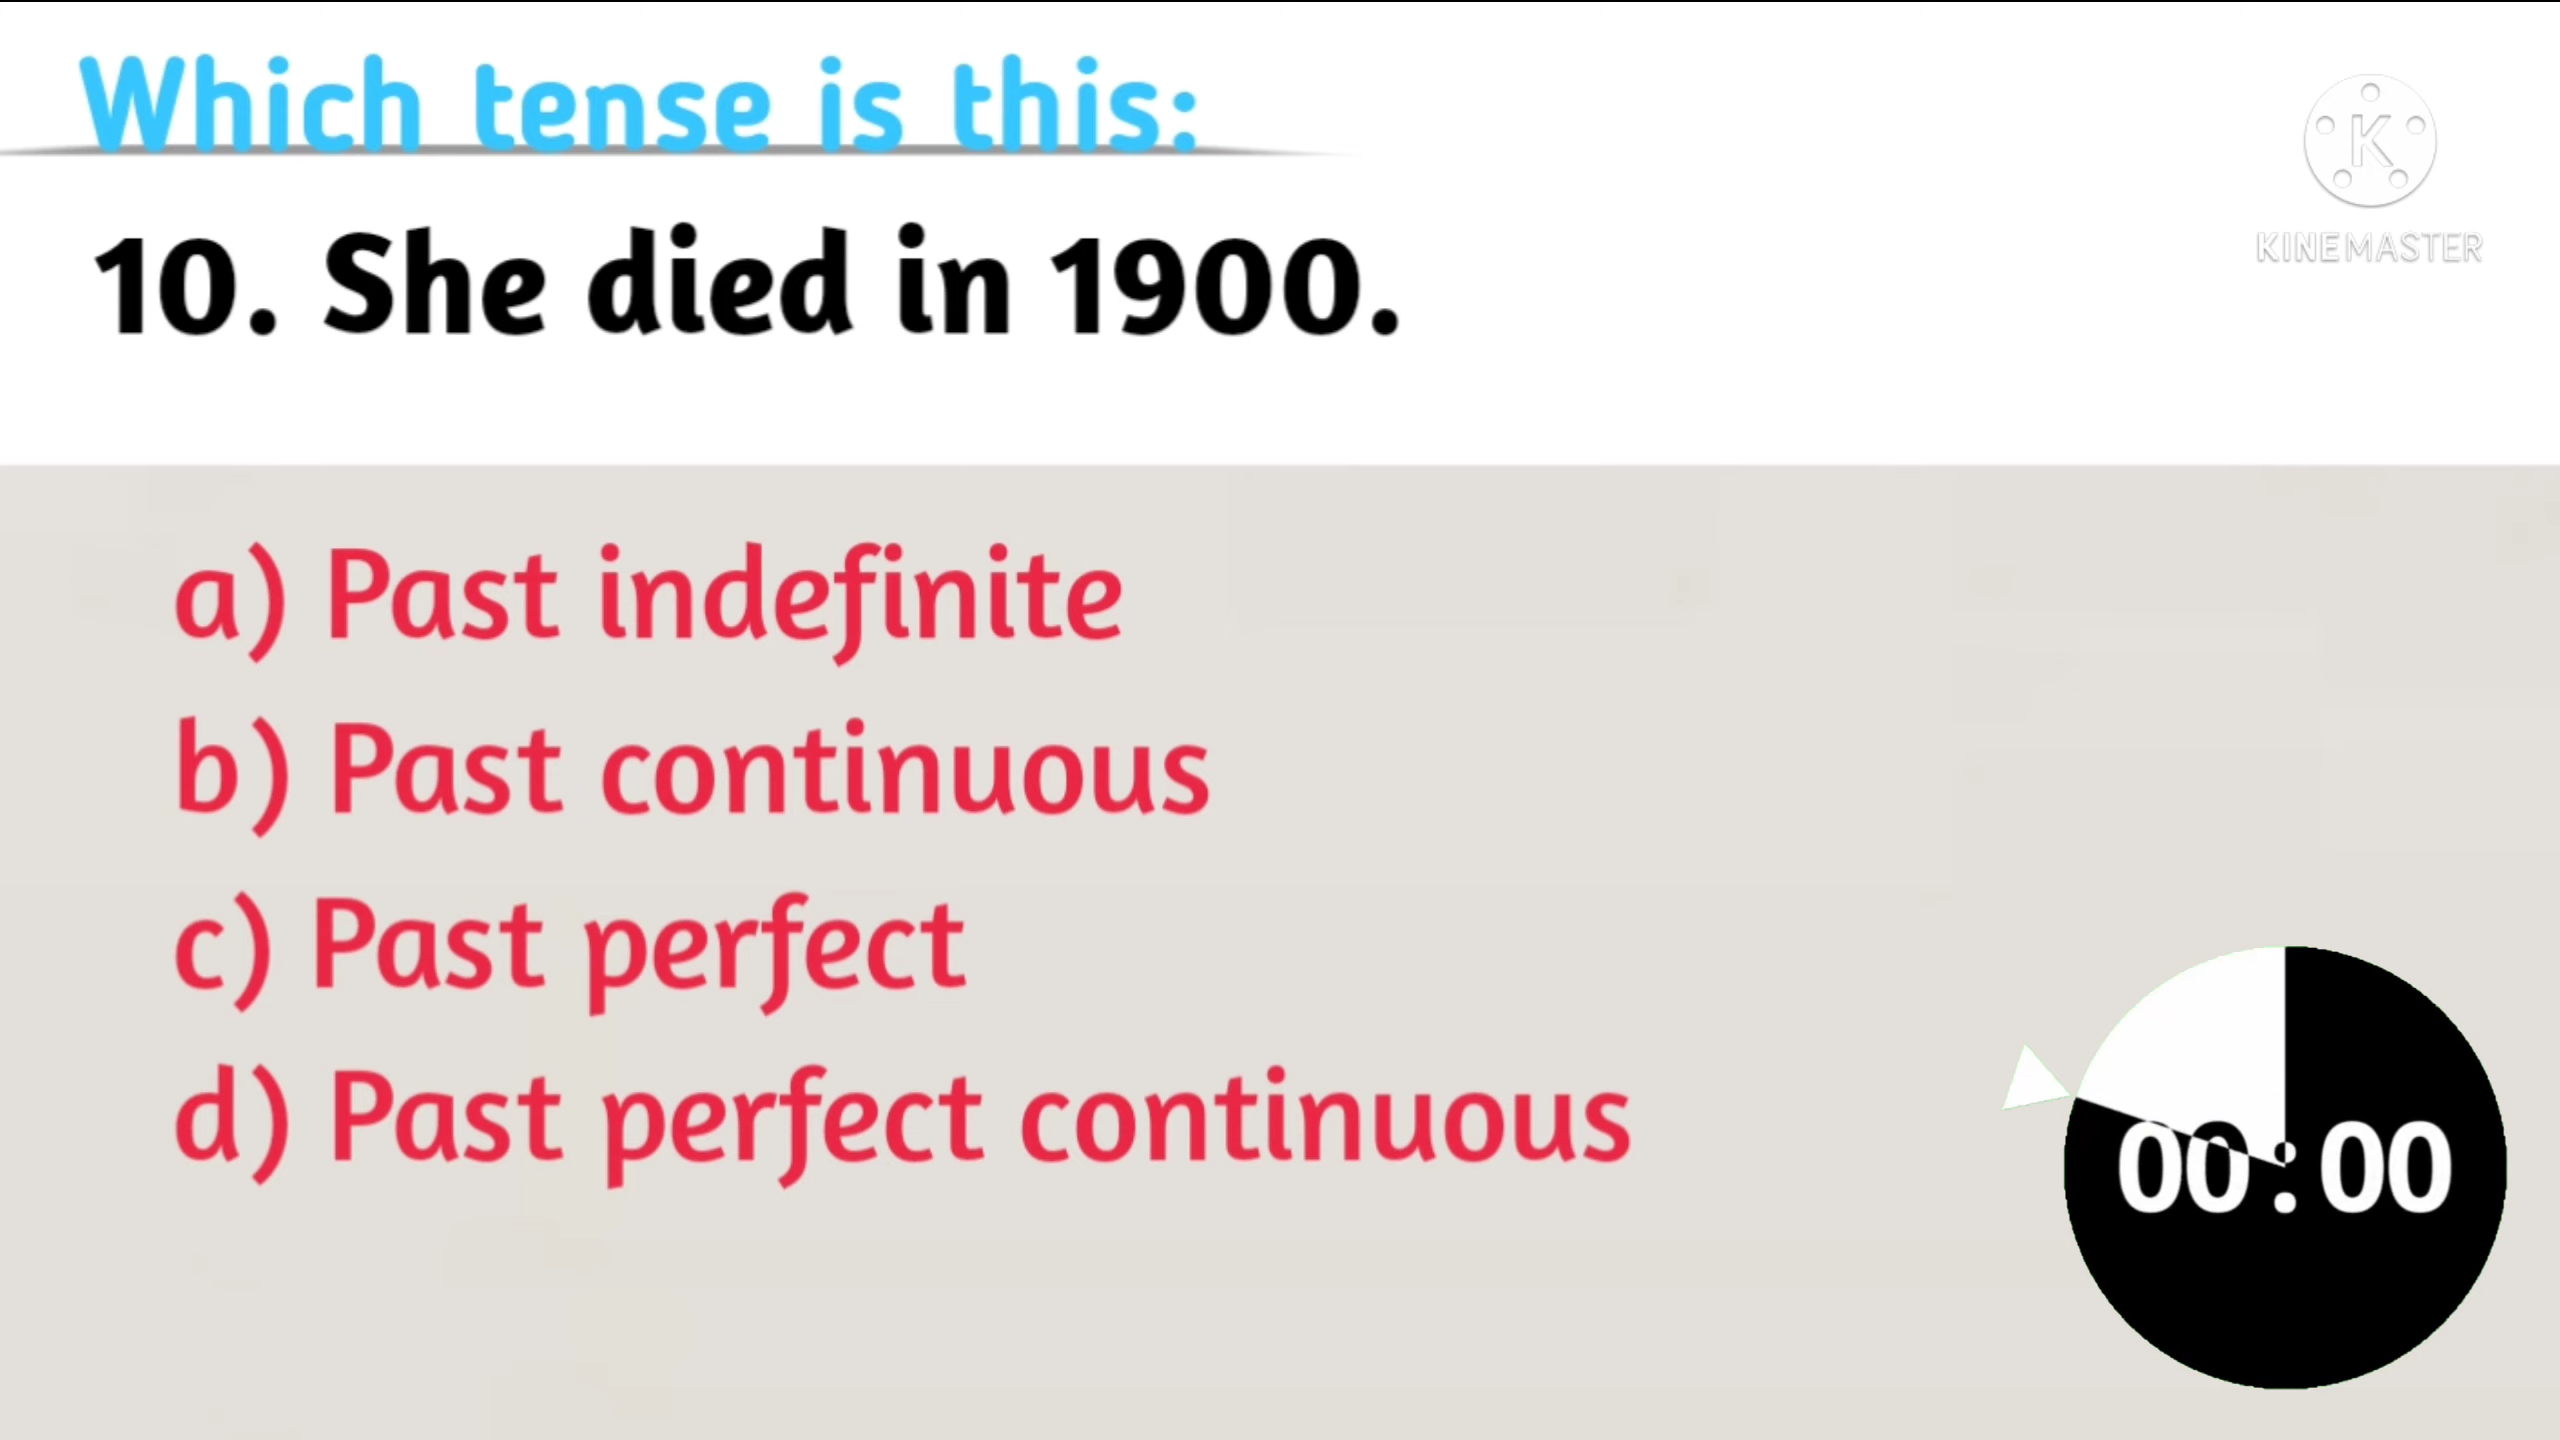 Which tense is this:
K
KINEMASTER
10. She died in 1900.
a) Past indefinite
b) Past continuous
c) Past perfect
d) Past perfect continuous
00:00